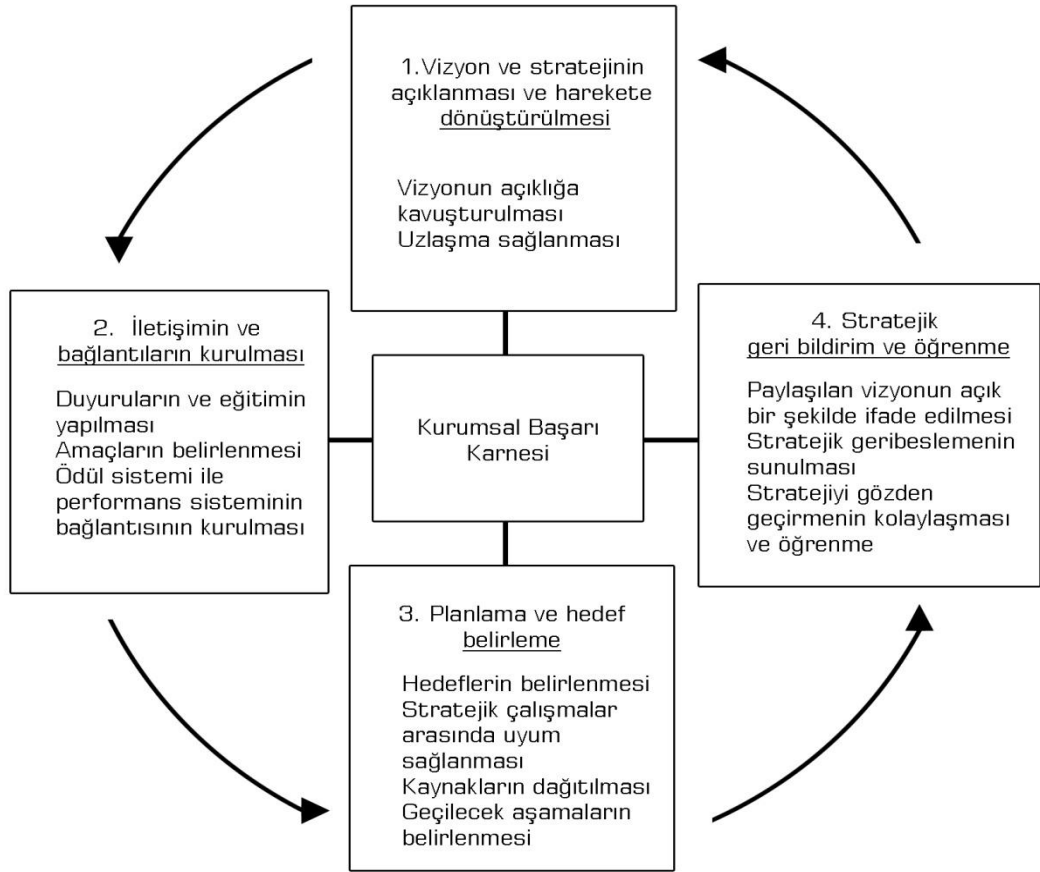 1.Vizyon ve stratejinin
açıklanması ve harekete
dönüştürülmesi
Vizyonun açıklığa
kavuşturulması
Uzlaşma sağlanması
2. İletişimin ve
bağlantıların kurulması
Duyuruların ve eğitimin
yapılması
Amaçların belirlenmesi
Ödül sistemi ile
performans sisteminin
bağlantısının kurulması
Kurumsal Başarı
Karnesi
4. Stratejik
geri bildirim ve öğrenme
Paylaşılan vizyonun açık
bir şekilde ifade edilmesi
Stratejik geribeslemenin
sunulması
Stratejiyi gözden
geçirmenin kolaylaşması
ve öğrenme
3. Planlama ve hedef
belirleme
Hedeflerin belirlenmesi
Stratejik çalışmalar
arasında uyum
sağlanması
Kaynakların dağıtılması
Geçilecek aşamaların
belirlenmesi